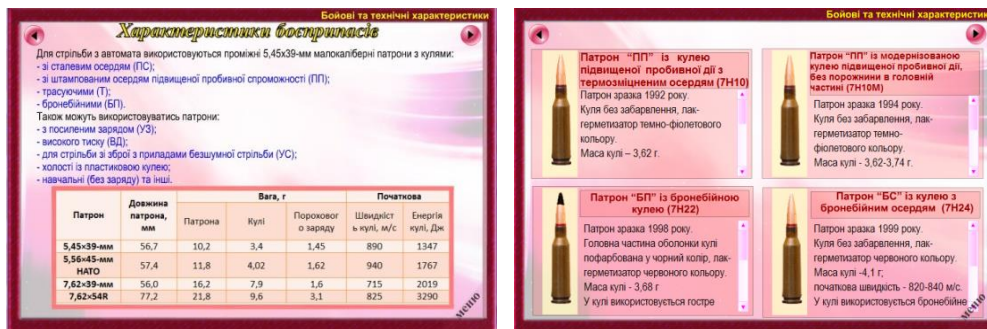 Бойові та технічні характеристики
Характеристики боєприпасів
Для стрільби з автомата використовуються проміжні 5,45х39-мм малокаліберні патрони з кулями:
- зі сталевим осердям (ПС);
- зі штампованим осердям підвищеної пробивної спроможності (ПП);
- трасуючими (Т);
- бронебійними (БП).
Також можуть використовуватись патрони:
- з посиленим зарядом (УЗ);
- високого тиску (ВД);
- для стрільби зі зброї з приладами безшумної стрільби (УС);
- холості із пластиковою кулею;
- навчальні (без заряду) та інші.
Патрон Довжина патрона, мм Вага, г Початкова
Патрона Кулі Пороховог о заряду Швидкіст ь кулі, м/с Енергія кулі, Дж
5,45×39-мм 56,7 10,2 3,4 1,45 890 1347
5,56×45-мм НАТО 57,4 11,8 4,02 1,62 940 1767
7,62×39-мм 56,0 16,2 7,9 1,6 715 2019
7,62×54R 77,2 21,8 9,6 3,1 825 3290
меню
Бойові та технічні характеристики
Патрон “ПП” із кулею
підвищеної пробивної дії з
термозміцненим осердям (7Н10)
Патрон зразка 1992 року.
Куля без забарвлення, лак-
герметизатор темно-фіолетового
кольору.
Маса кулі – 3,62 г.
Патрон “ПП” із модернізованою
кулею підвищеної пробивної дії,
без порожнини в головній
частині (7Н10М)
Патрон зразка 1994 року.
Куля без забарвлення, лак-
герметизатор темно-
фіолетового кольору.
Маса кулі - 3,62-3,74 г.
Патрон “БП” із бронебійною
кулею (7Н22)
Патрон зразка 1998 року.
Головна частина оболонки кулі
пофарбована у чорний колір, лак-
герметизатор червоного кольору.
Маса кулі - 3,68 г
У кулі використовується гостре
Патрон “БС” із кулею з
бронебійним осердям (7Н24)
Патрон зразка 1999 року.
Куля без забарвлення, лак-
герметизатор червоного кольору.
Маса кулі -4,1 г;
початкова швидкість - 820-840 м/с.
У кулі використовується бронебійне
меню